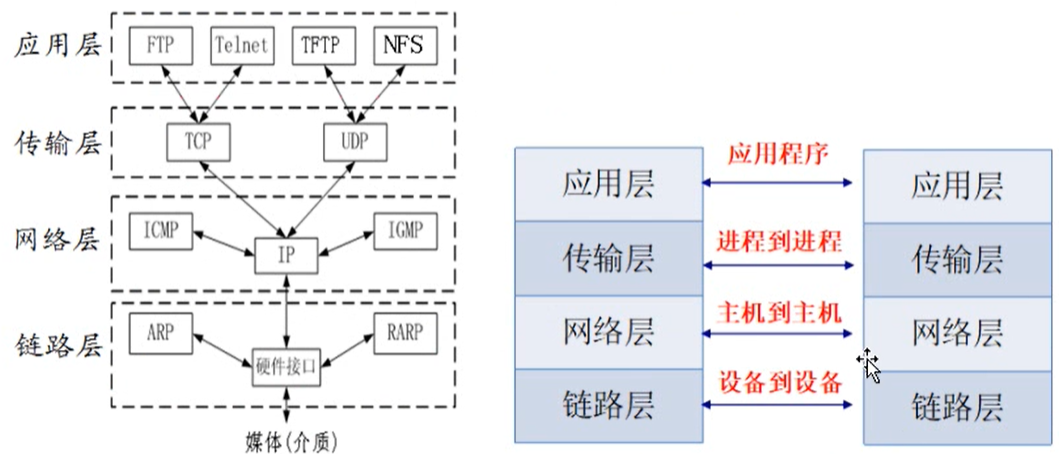 应用层
FTP
Telnet
TFTP
NFS
传输层
TCP
UDP
网络层
ICMP
IP
IGMP
链路层
ARP
硬件接口
RARP
媒体(介质)
应用层
应用程序
应用层
传输层
进程到进程
传输层
网络层
主机到主机
网络层
链路层
设备到设备
链路层